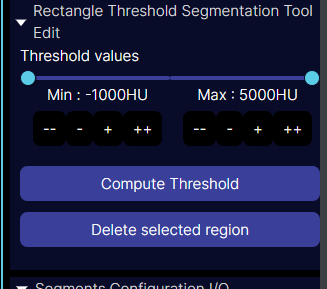 Rectangle Threshold Segmentation Tool
Edit
Threshold values
Min : -1000HU Max : 5000HU
-- - + ++ -- - + ++
Compute Threshold
Delete selected region
Segments Configuration I/O